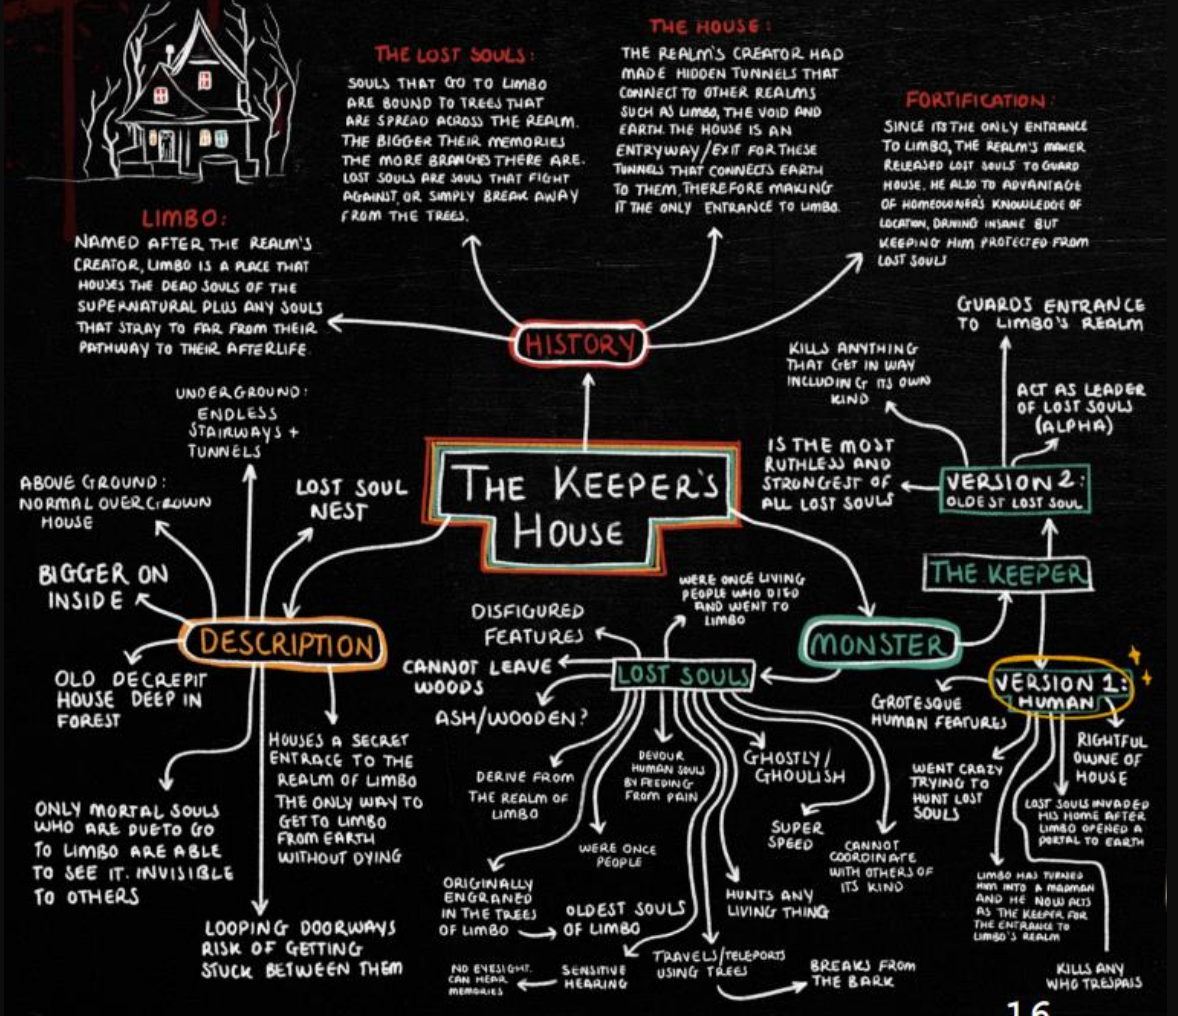 THE HOUSE:
THE REALM'S CREATOR HAD
MADE HIDDEN TUNNELS THAT
CONNECT TO OTHER REALMS
SUCH AS LIMBO, THE VOID AND
EARTH. THE HOUSE IS AN
ENTRYWAY/EXIT FOR THESE
TUNNELS THAT CONNECTS EARTH
TO THEM, THEREFORE MAKING
IT THE ONLY ENTRANCE TO LIMBO.
THE LOST SOULS:
SOULS THAT GO TO LIMBO
ARE BOUND TO TREES THAT
ARE SPREAD ACROSS THE REALM.
THE BIGGER THEIR MEMORIES
THE MORE BRANCHES THERE ARE.
LOST SOULS ARE SOULS THAT FIGHT
AGAINST, OR SIMPLY BREAK AWAY
FROM THE TREES.
FORTIFICATION:
SINCE ITS THE ONLY ENTRANCE
TO LIMBO, THE REALM'S MAKER
RELEASED LOST SOULS TO GUARD
HOUSE. HE ALSO TO ADVANTAGE
OF HOMEOWNER'S KNOWLEDGE OF
LOCATION, DRIVING INSANE BUT
KEEPING HIM PROTECTED FROM
LOST SOULS
LIMBO:
NAMED AFTER THE REALM'S
CREATOR, LIMBO IS A PLACE THAT
HOUSES THE DEAD SOULS OF THE
SUPERNATURAL PLUS ANY SOULS
THAT STRAY TO FAR FROM THEIR
PATHWAY TO THEIR AFTERLIFE.
HISTORY
THE KEEPER'S
HOUSE
UNDERGROUND:
ENDLESS
STAIRWAYS +
TUNNELS
ABOVE GROUND:
NORMAL OVERGROWN
HOUSE
LOST SOUL
NEST
BIGGER ON
INSIDE
DESCRIPTION
OLD DECREPIT
HOUSE DEEP IN
FOREST
HOUSES A SECRET
ENTRACE TO THE
REALM OF LIMBO
THE ONLY WAY TO
GET TO LIMBO
FROM EARTH
WITHOUT DYING
ONLY MORTAL SOULS
WHO ARE DUE TO GO
TO LIMBO ARE ABLE
TO SEE IT. INVISIBLE
TO OTHERS
LOOPING DOORWAYS
RISK OF GETTING
STUCK BETWEEN THEM
MONSTER
LOST SOULS
WERE ONCE LIVING
PEOPLE WHO DIED
AND WENT TO
LIMBO
DISFIGURED
FEATURES
CANNOT LEAVE
WOODS
ASH/WOODEN?
DERIVE FROM
THE REALM OF
LIMBO
DEVOUR
HUMAN SOULS
BY FEEDING
FROM PAIN
GHOSTLY/
GHOULISH
SUPER
SPEED
CANNOT
COORDINATE
WITH OTHERS OF
ITS KIND
WERE ONCE
PEOPLE
ORIGINALLY
ENGRANED
IN THE TREES
OF LIMBO
OLDEST SOULS
OF LIMBO
HUNTS ANY
LIVING THING
SENSITIVE
HEARING
NO EYESIGHT.
CAN HEAR
MEMORIES
TRAVELS/TELEPORTS
USING TREES
BREAKS FROM
THE BARK
THE KEEPER
VERSION 2:
OLDEST LOST SOUL
GUARDS ENTRANCE
TO LIMBO'S REALM
KILLS ANYTHING
THAT GET IN WAY
INCLUDING ITS OWN
KIND
ACT AS LEADER
OF LOST SOULS
(ALPHA)
IS THE MOST
RUTHLESS AND
STRONGEST OF
ALL LOST SOULS
VERSION 1:
HUMAN
GROTESQUE
HUMAN FEATURES
WENT CRAZY
TRYING TO
HUNT LOST
SOULS
RIGHTFUL
OWNE OF
HOUSE
LOST SOULS INVADED
HIS HOME AFTER
LIMBO OPENED A
PORTAL TO EARTH
LIMBO HAS TURNED
HIM INTO A MADMAN
AND HE NOW ACTS
AS THE KEEPER FOR
THE ENTRANCE TO
LIMBO'S REALM
KILLS ANY
WHO TRESPAIS
16